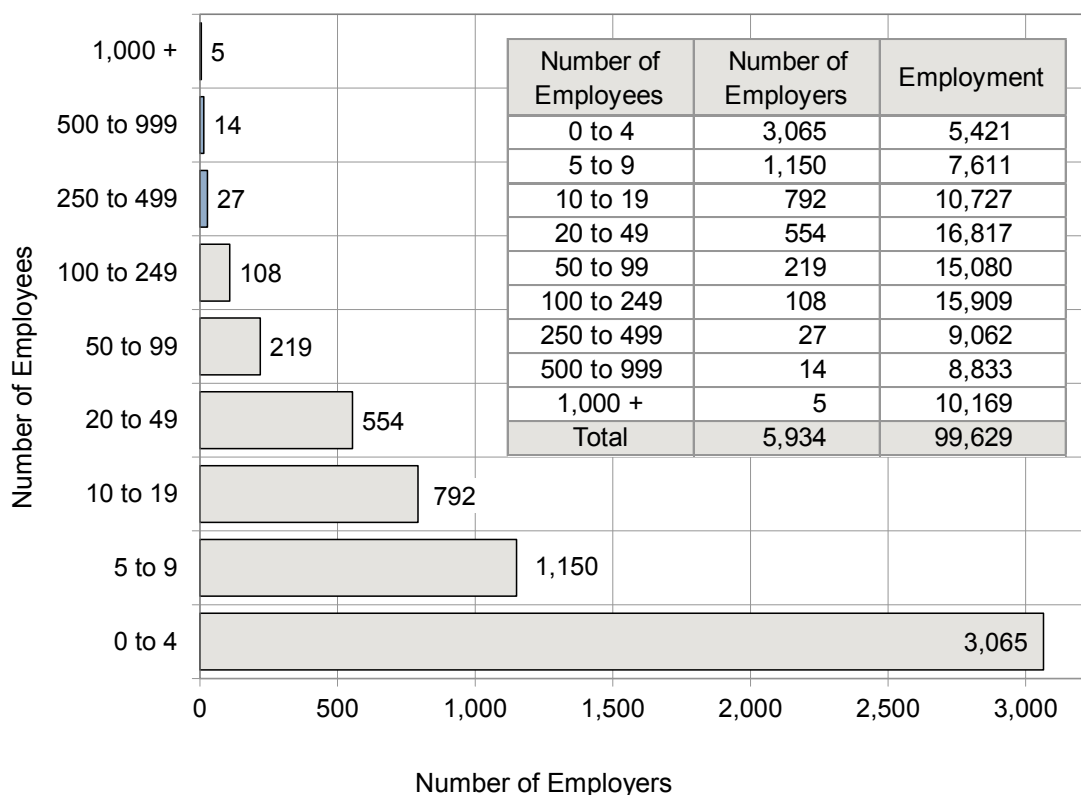 1,000 +
5
500 to 999
14
250 to 499
27
100 to 249
108
50 to 99
219
20 to 49
554
10 to 19
792
5 to 9
1,150
0 to 4
3,065
0 500 1,000 1,500 2,000 2,500 3,000
Number of Employees
Number of Employers
Number of Employees Number of Employers Employment
0 to 4 3,065 5,421
5 to 9 1,150 7,611
10 to 19 792 10,727
20 to 49 554 16,817
50 to 99 219 15,080
100 to 249 108 15,909
250 to 499 27 9,062
500 to 999 14 8,833
1,000 + 5 10,169
Total 5,934 99,629